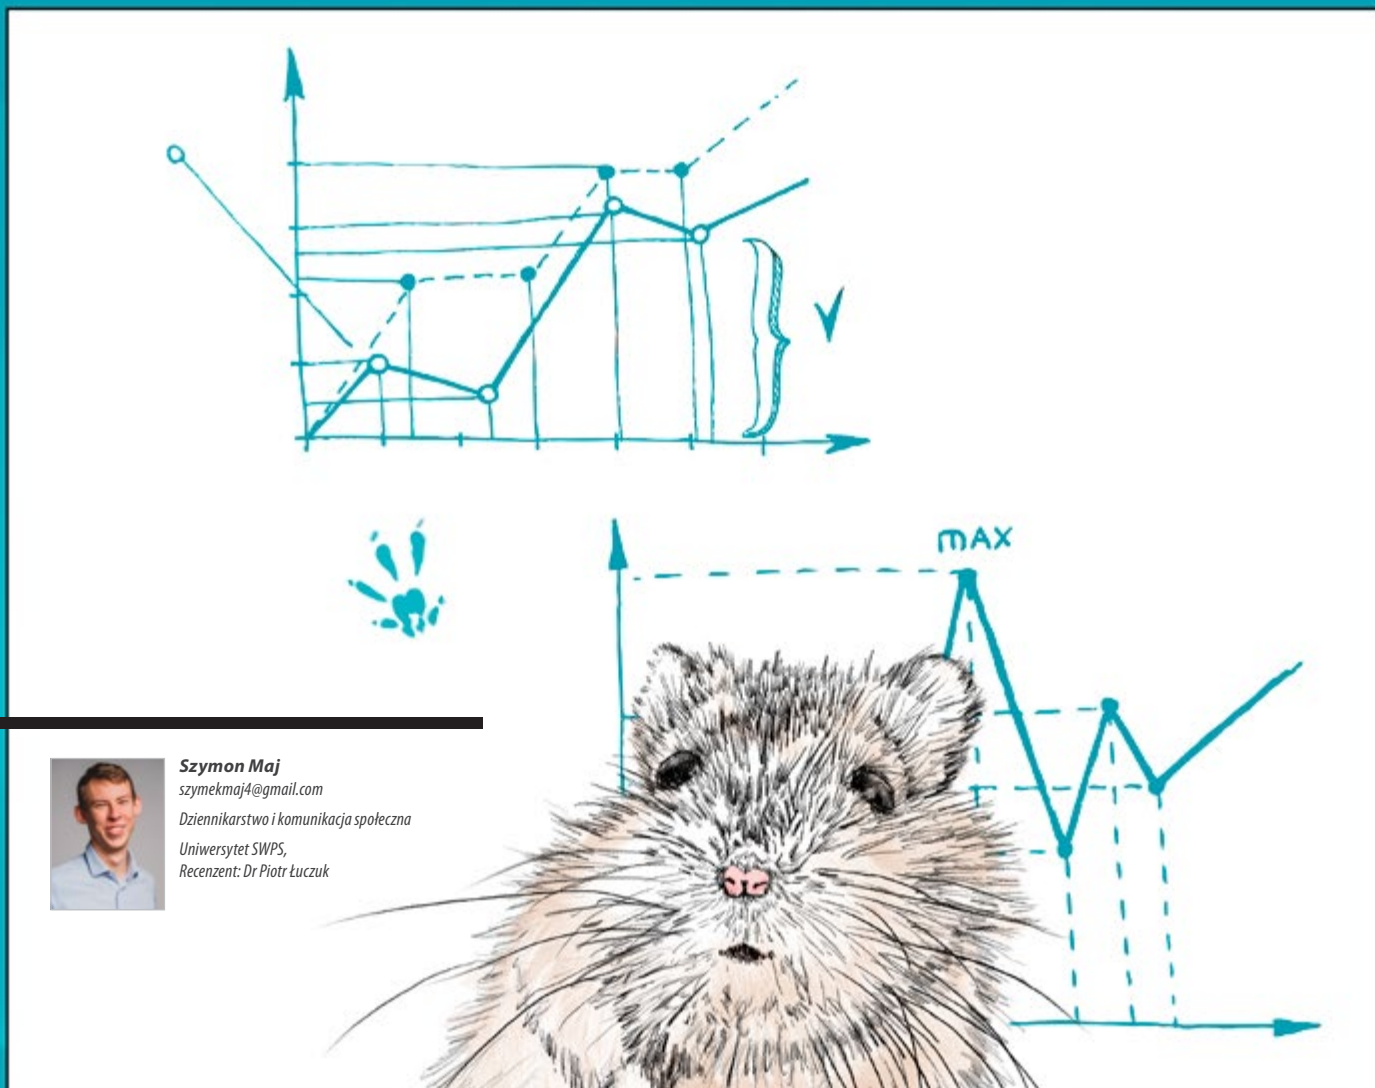 MAX
Szymon Maj
szymekmaj4@gmail.com
Dziennikarstwo i komunikacja społeczna
Uniwersytet SWPS,
Recenzent: Dr Piotr Łuczuk